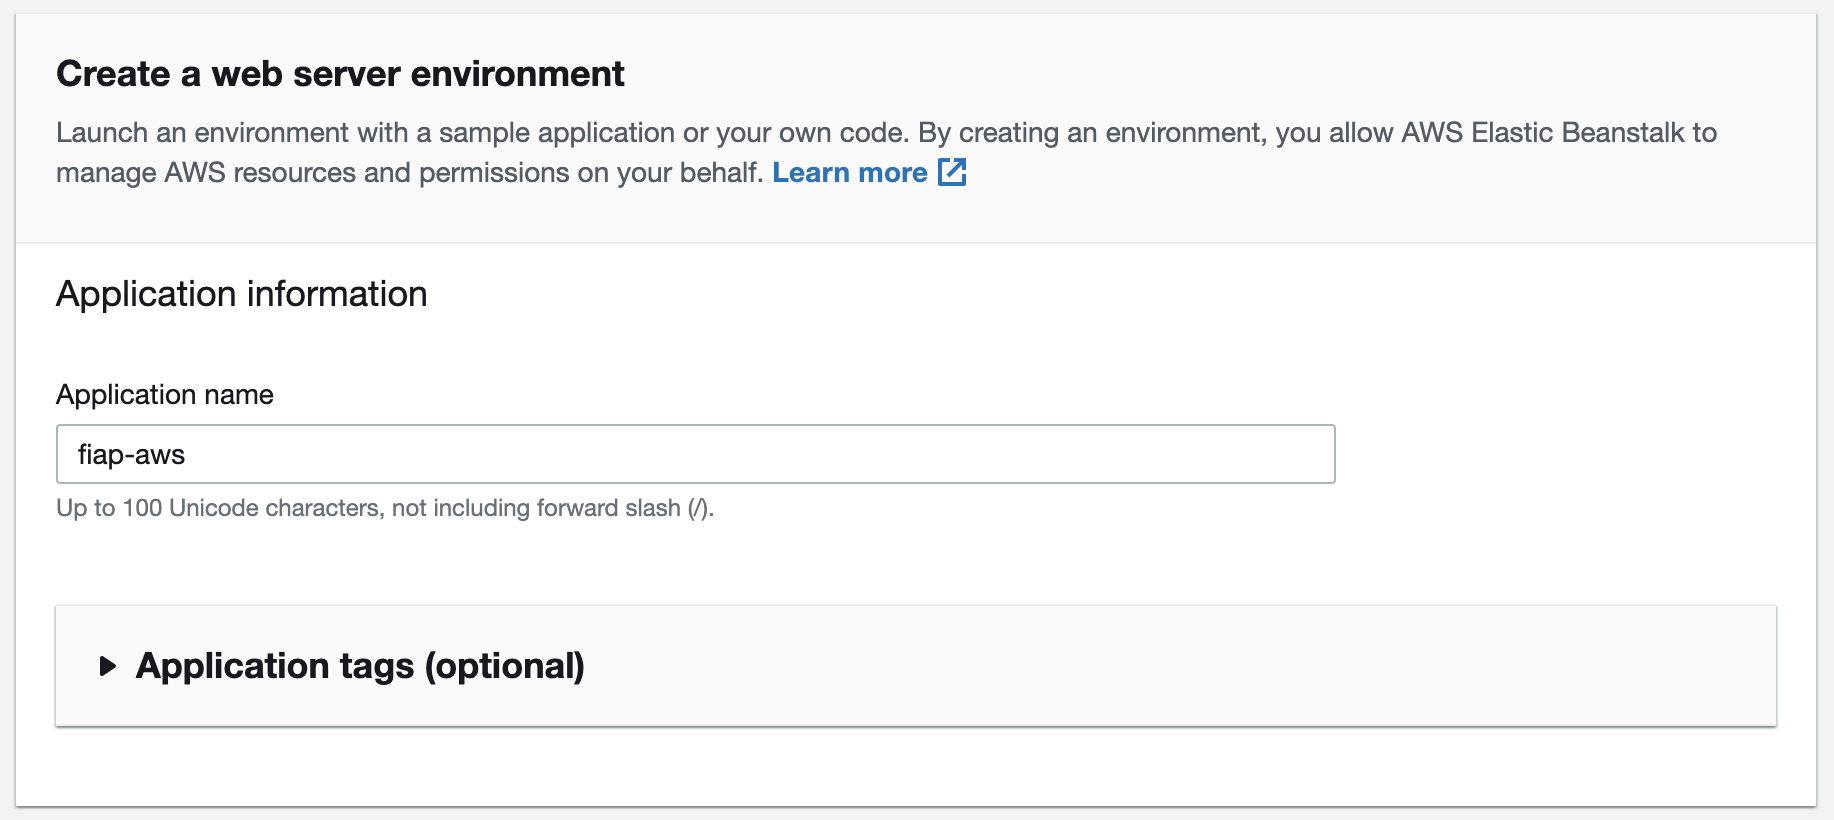 Create a web server environment
Launch an environment with a sample application or your own code. By creating an environment, you allow AWS Elastic Beanstalk to
manage AWS resources and permissions on your behalf. Learn more
Application information
Application name
fiap-aws
Up to 100 Unicode characters, not including forward slash (/).
Application tags (optional)